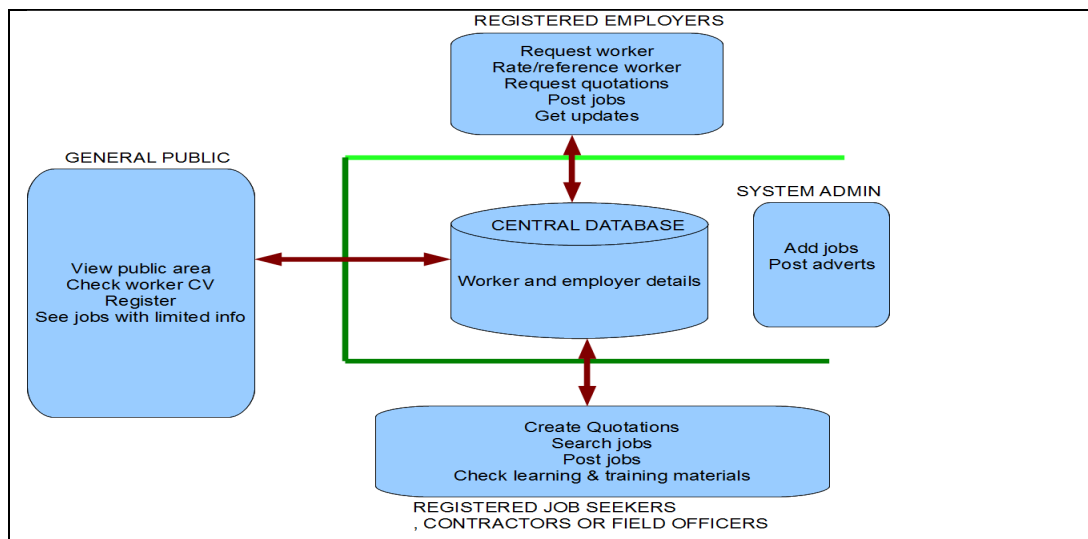 REGISTERED EMPLOYERS
Request worker
Rate/reference worker
Request quotations
Post jobs
Get updates
GENERAL PUBLIC
View public area
Check worker CV
Register
See jobs with limited info
CENTRAL DATABASE
Worker and employer details
SYSTEM ADMIN
Add jobs
Post adverts
Create Quotations
Search jobs
Post jobs
Check learning & training materials
REGISTERED JOB SEEKERS
, CONTRACTORS OR FIELD OFFICERS